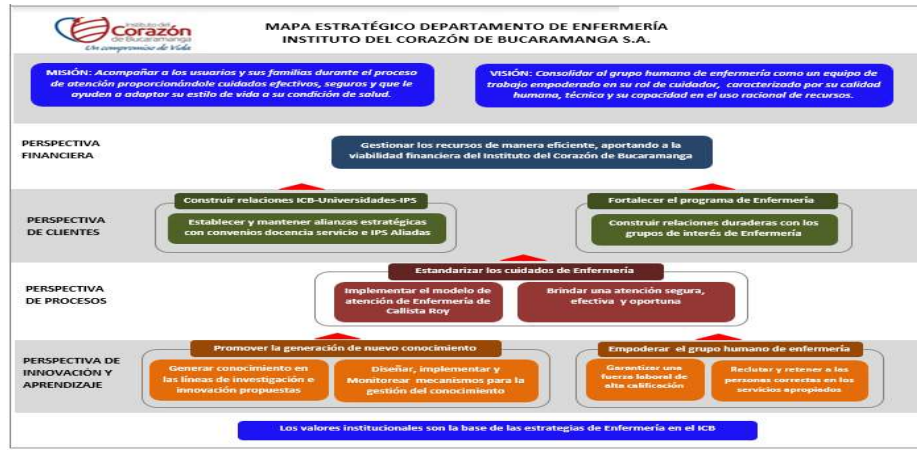 Instituto del
Corazón
de Bucaramanga
Un compromiso de Vida
MAPA ESTRATÉGICO DEPARTAMENTO DE ENFERMERÍA
INSTITUTO DEL CORAZÓN DE BUCARAMANGA S.A.
MISIÓN: Acompañar a los usuarios y sus familias durante el proceso
de atención proporcionándole cuidados efectivos, seguros y que le
ayuden a adaptar su estilo de vida a su condición de salud.
VISIÓN: Consolidar al grupo humano de enfermería como un equipo de
trabajo empoderado en su rol de cuidador, caracterizado por su calidad
humana, técnica y su capacidad en el uso racional de recursos.
PERSPECTIVA
FINANCIERA
Gestionar los recursos de manera eficiente, aportando a la
viabilidad financiera del Instituto del Corazón de Bucaramanga
PERSPECTIVA
DE CLIENTES
Construir relaciones ICB-Universidades-IPS
Establecer y mantener alianzas estratégicas
con convenios docencia servicio e IPS Aliadas
Fortalecer el programa de Enfermería
Construir relaciones duraderas con los
grupos de interés de Enfermería
PERSPECTIVA
DE PROCESOS
Estandarizar los cuidados de Enfermería
Implementar el modelo de
atención de Enfermería de
Callista Roy
Brindar una atención segura,
efectiva y oportuna
PERSPECTIVA DE
INNOVACIÓN Y
APRENDIZAJE
Promover la generación de nuevo conocimiento
Generar conocimiento en
las líneas de investigación e
innovación propuestas
Diseñar, implementar y
Monitorear mecanismos para la
gestión del conocimiento
Empoderar el grupo humano de enfermería
Garantizar una
fuerza laboral de
alta calificación
Reclutar y retener a las
personas correctas en los
servicios apropiados
Los valores institucionales son la base de las estrategias de Enfermería en el ICB